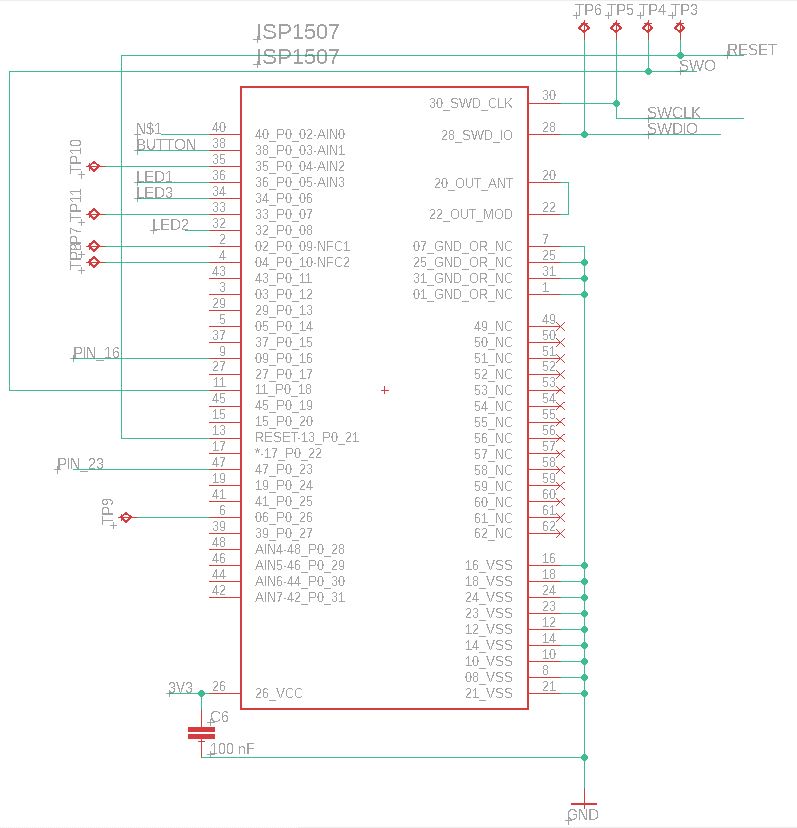 TP6 TP5 TP4 TP3
ISP1507
ISP1507
RESET
SWO
30_SWD_CLK 30
SWCLK
28_SWD_IO 28
SWDIO
N$1 40 40_P0_02-AIN0
BUTTON 38 38_P0_03-AIN1
TP10 35 35_P0_04-AIN2
LED1 36 36_P0_05-AIN3
LED3 34 34_P0_06
TP11 33 33_P0_07
LED2 32 32_P0_08
TP7 2 02_P0_09-NFC1
4 04_P0_10-NFC2
43 43_P0_11
3 03_P0_12
29 29_P0_13
5 05_P0_14
37 37_P0_15
PIN_16 9 09_P0_16
27 27_P0_17
11 11_P0_18
45 45_P0_19
15 15_P0_20
13 RESET-13_P0_21
17 *-17_P0_22
PIN_23 47 47_P0_23
19 19_P0_24
41 41_P0_25
TP9 6 06_P0_26
39 39_P0_27
48 AIN4-48_P0_28
46 AIN5-46_P0_29
44 AIN6-44_P0_30
42 AIN7-42_P0_31
3V3 26 26_VCC
C6
100 nF
20_OUT_ANT 20
22_OUT_MOD 22
07_GND_OR_NC 7
25_GND_OR_NC 25
31_GND_OR_NC 31
01_GND_OR_NC 1
49_NC 49
50_NC 50
51_NC 51
52_NC 52
53_NC 53
54_NC 54
55_NC 55
56_NC 56
57_NC 57
58_NC 58
59_NC 59
60_NC 60
61_NC 61
62_NC 62
16_VSS 16
18_VSS 18
24_VSS 24
23_VSS 23
12_VSS 12
14_VSS 14
10_VSS 10
08_VSS 8
21_VSS 21
GND